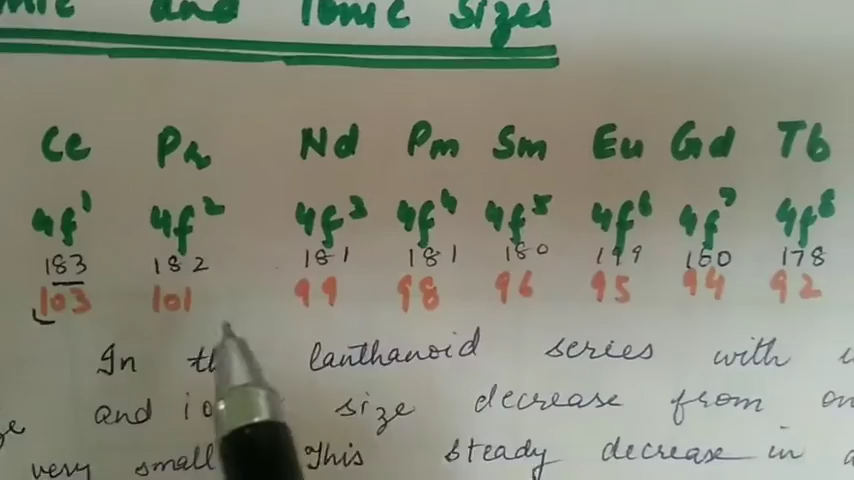 and Ionic Sizes
Ce Pr Nd Pm Sm Eu Gd Tb
4f¹ 4f² 4f³ 4f⁴ 4f⁵ 4f⁶ 4f⁷ 4f⁸
183 182 181 181 180 199 180 178
103 101 99 98 96 95 94 92
In lanthanoid series with
and size decrease from
very small This steady decrease in